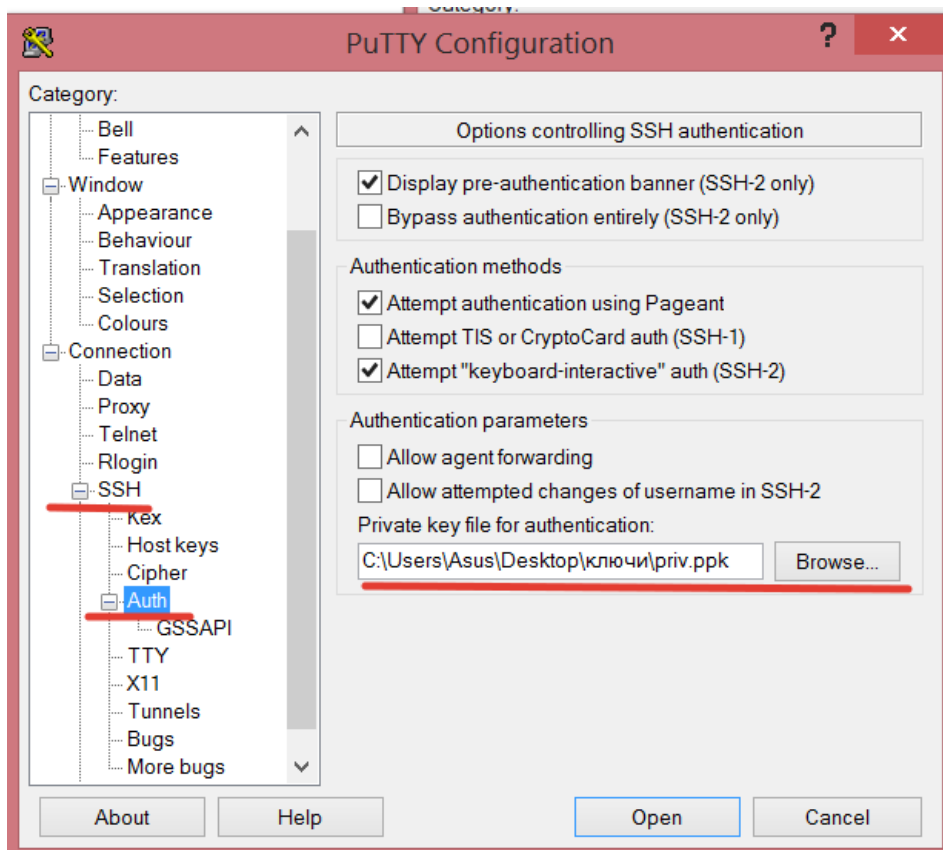 Category:
PuTTY Configuration
?
x
Category:
Bell
Features
Window
Appearance
Behaviour
Translation
Selection
Colours
Connection
Data
Proxy
Telnet
Rlogin
SSH
Kex
Host keys
Cipher
Auth
GSSAPI
TTY
X11
Tunnels
Bugs
More bugs
Options controlling SSH authentication
Display pre-authentication banner (SSH-2 only)
Bypass authentication entirely (SSH-2 only)
Authentication methods
Attempt authentication using Pageant
Attempt TIS or CryptoCard auth (SSH-1)
Attempt "keyboard-interactive" auth (SSH-2)
Authentication parameters
Allow agent forwarding
Allow attempted changes of username in SSH-2
Private key file for authentication:
C:\Users\Asus\Desktop\ключи\priv.ppk
Browse...
About
Help
Open
Cancel